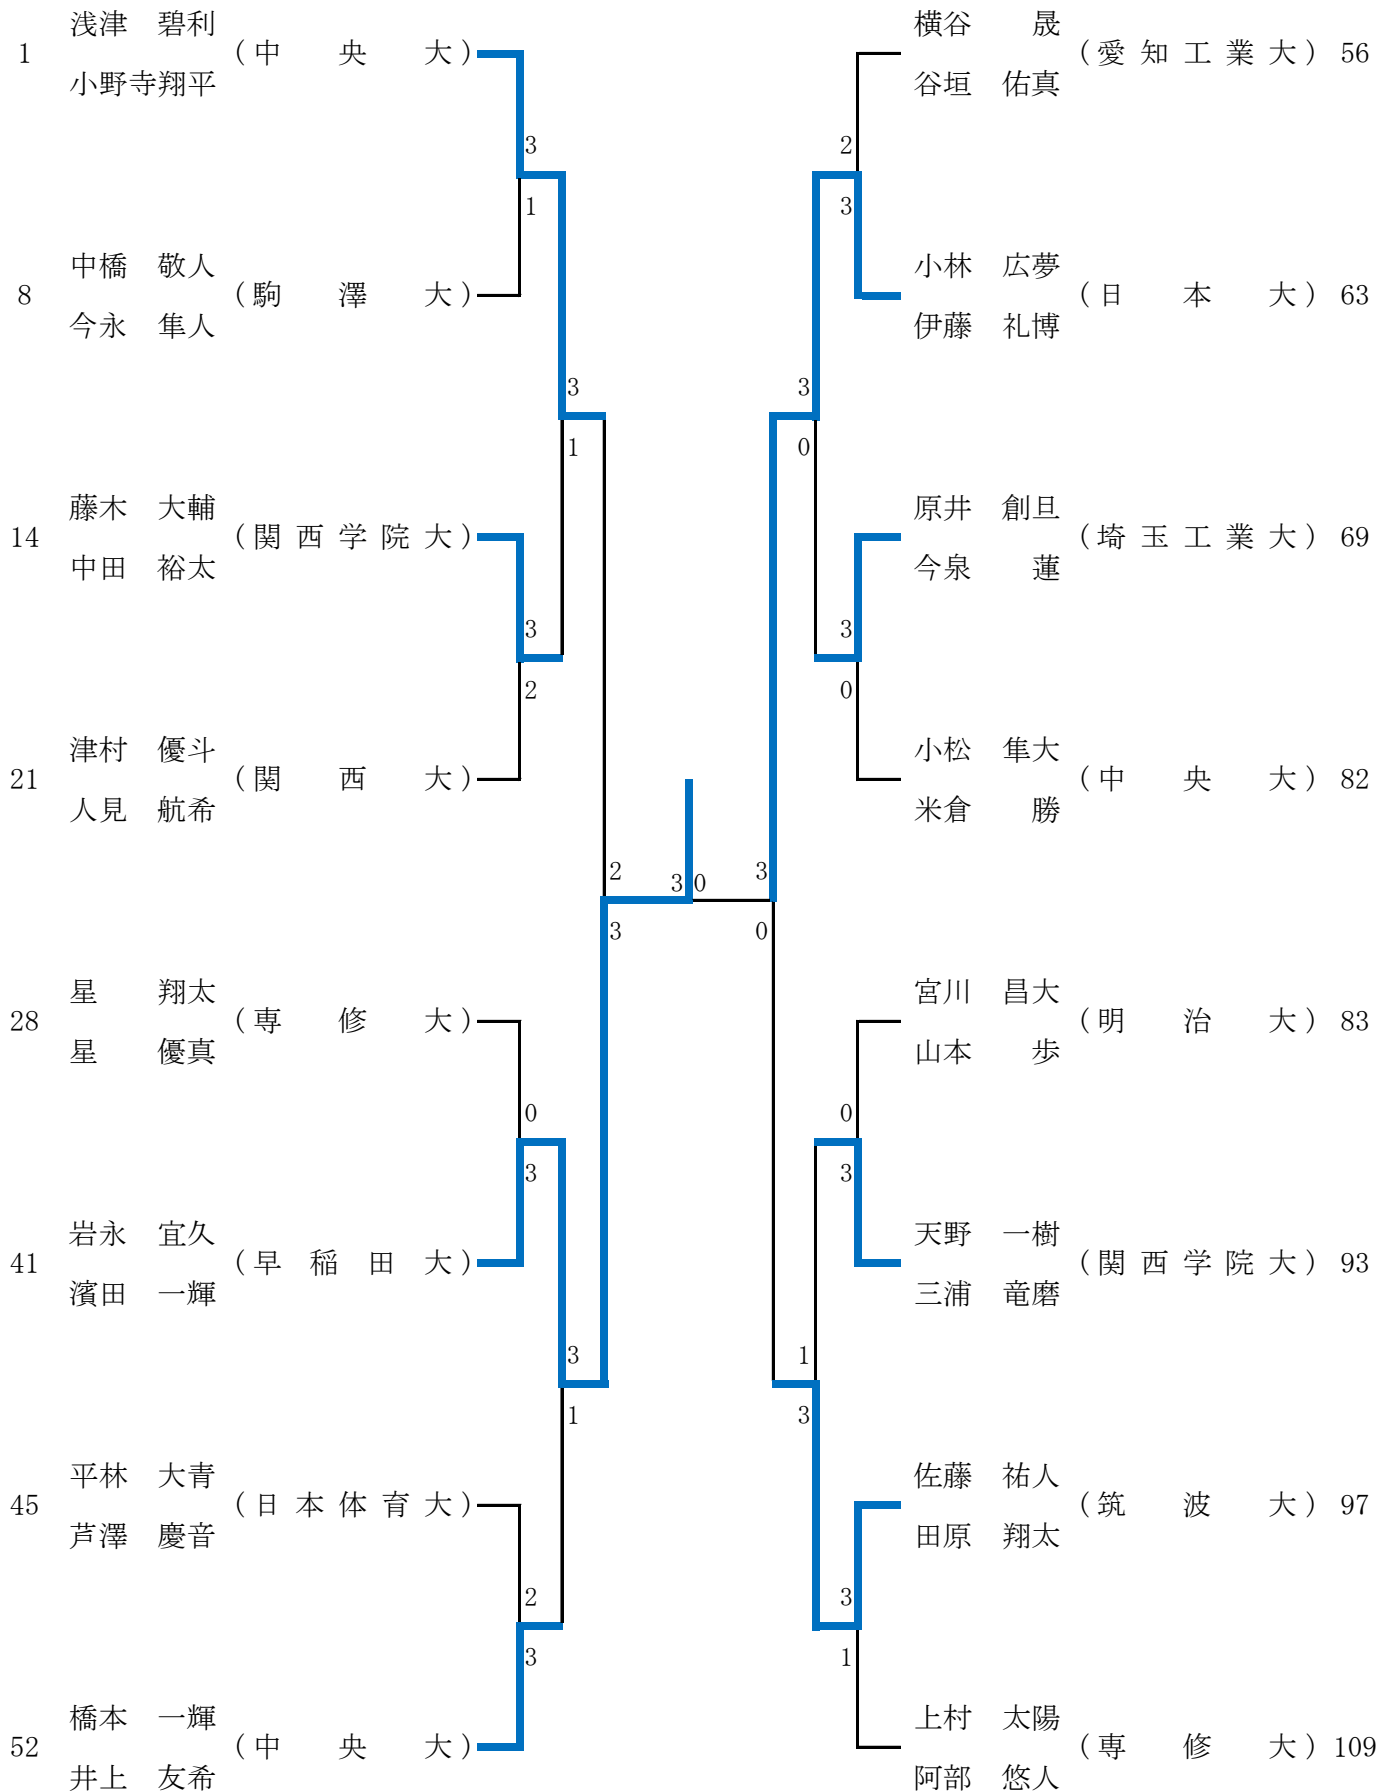 浅津　碧利
1 （中央大）
小野寺翔平
3
1
中橋　敬人
8 （駒澤大）
今永　隼人
3
1
藤木　大輔
14 （関西学院大）
中田　裕太
3
2
津村　優斗
21 （関西大）
人見　航希
2
3
星　翔太
28 （専修大）
星　優真
0
3
岩永　宜久
41 （早稲田大）
濱田　一輝
3
1
平林　大青
45 （日本体育大）
芦澤　慶音
2
3
橋本　一輝
52 （中央大）
井上　友希
3 0
横谷　晟
（愛知工業大） 56
谷垣　佑真
2
3
小林　広夢
（日本大） 63
伊藤　礼博
3
0
原井　創旦
（埼玉工業大） 69
今泉　蓮
3
0
小松　隼大
（中央大） 82
米倉　勝
3
0
宮川　昌大
（明治大） 83
山本　歩
0
3
天野　一樹
（関西学院大） 93
三浦　竜磨
1
3
佐藤　祐人
（筑波大） 97
田原　翔太
3
1
上村　太陽
（専修大） 109
阿部　悠人